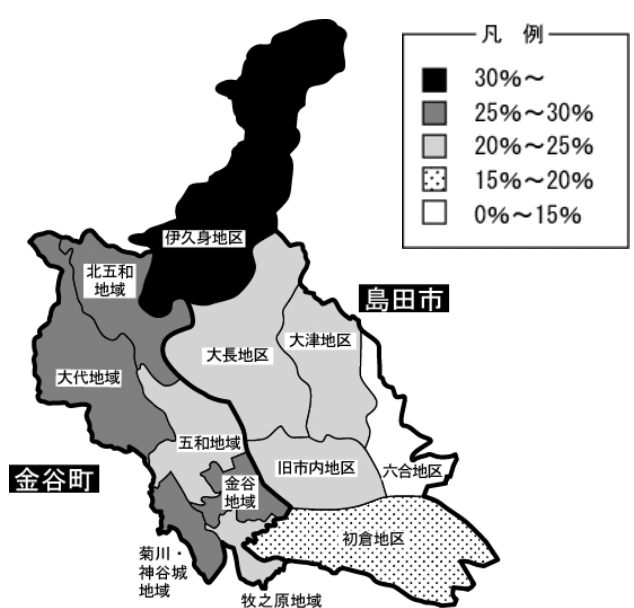 凡 例
30%～
25%～30%
20%～25%
15%～20%
0%～15%
伊久身地区
北五和
地域
島田市
大津地区
大長地区
大代地域
五和地域
旧市内地区
六合地区
金谷町
金谷
地域
初倉地区
菊川・
神谷城
地域
牧之原地域